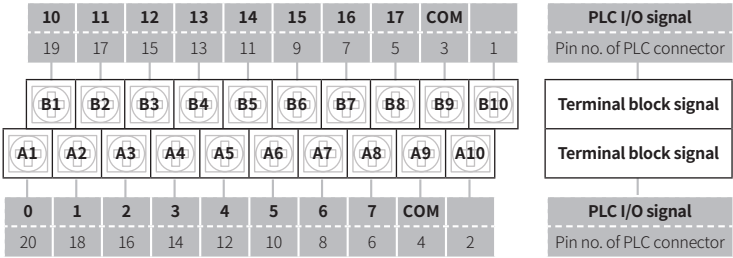 10 11 12 13 14 15 16 17 COM PLC I/O signal
19 17 15 13 11 9 7 5 3 1 Pin no. of PLC connector
B1 B2 B3 B4 B5 B6 B7 B8 B9 B10 Terminal block signal
A1 A2 A3 A4 A5 A6 A7 A8 A9 A10 Terminal block signal
0 1 2 3 4 5 6 7 COM PLC I/O signal
20 18 16 14 12 10 8 6 4 2 Pin no. of PLC connector